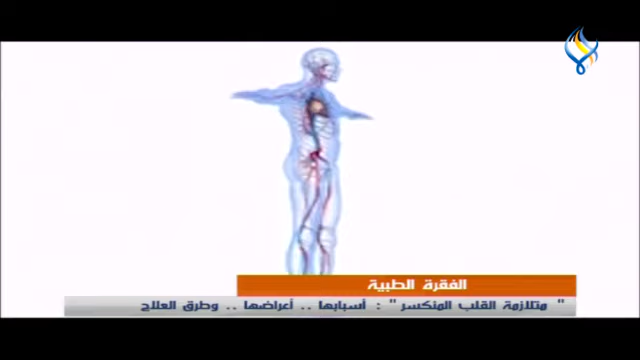 الفقرة الطبية
" متلازمة القلب المنكسر " : أسبابها .. أعراضها .. وطرق العلاج